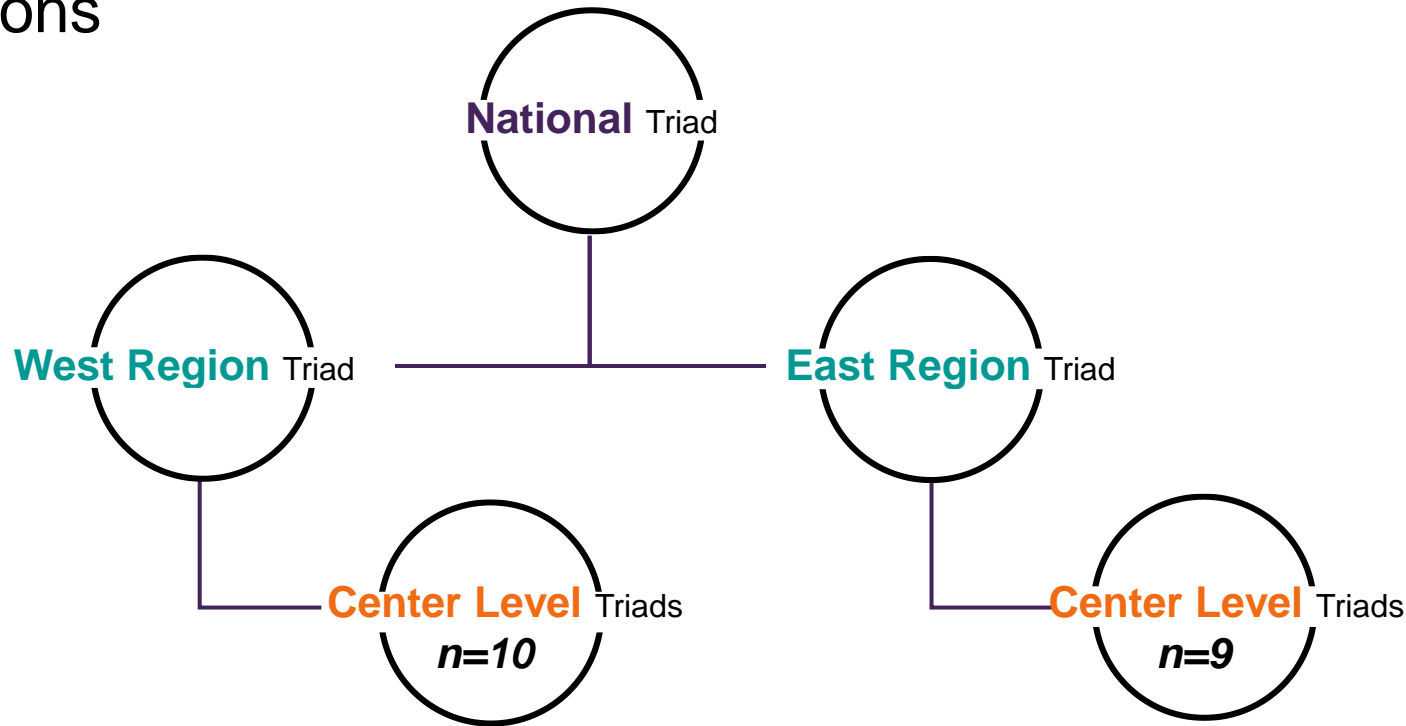 ons
National Triad
West Region Triad
East Region Triad
Center Level Triads
n=10
Center Level Triads
n=9